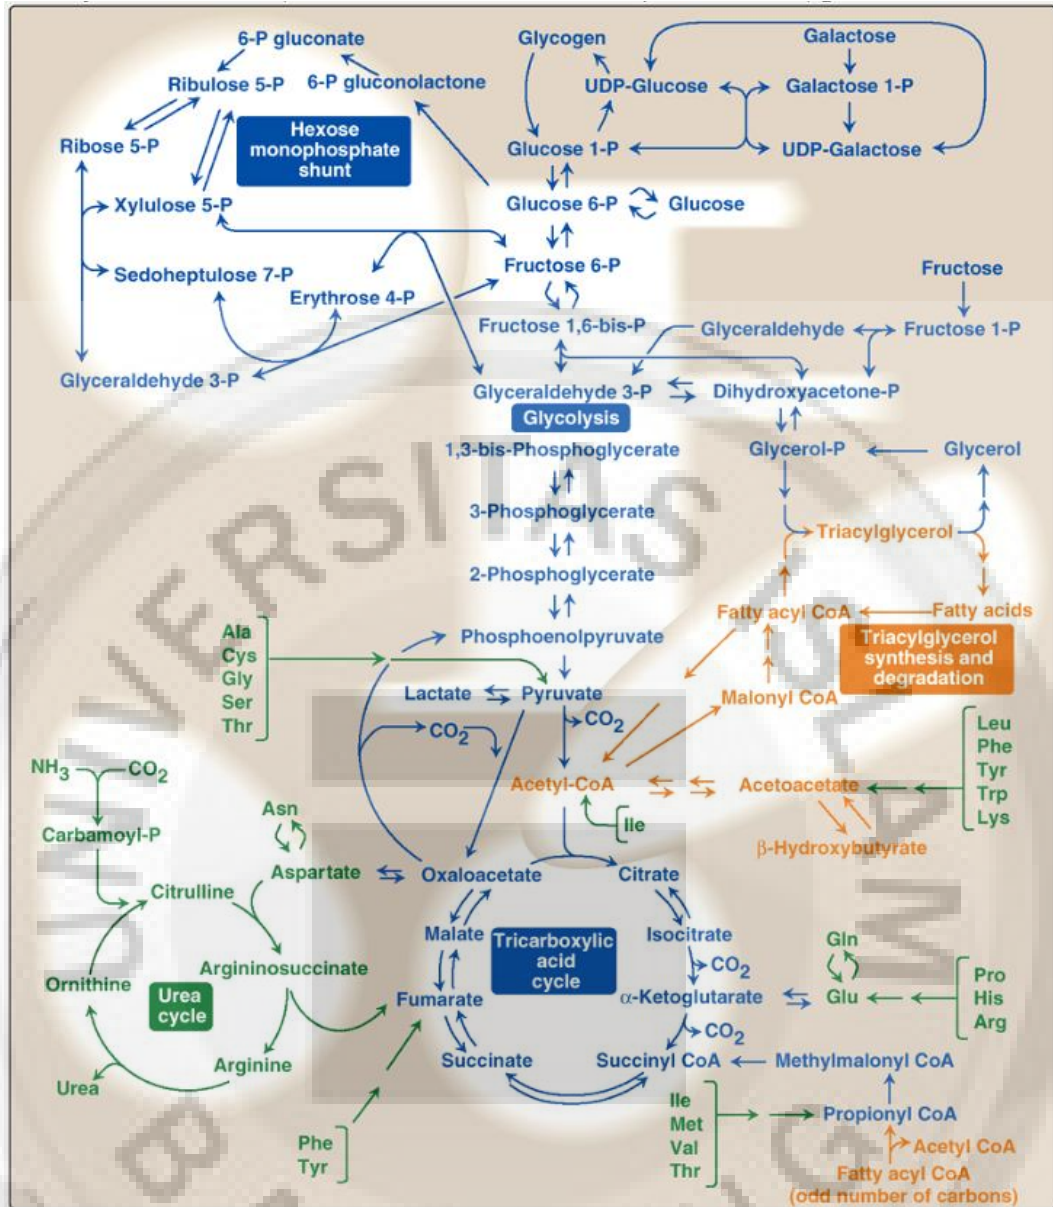 6-P gluconate
Ribulose 5-P
6-P gluconolactone
Hexose
monophosphate
shunt
Ribose 5-P
Xylulose 5-P
Sedoheptulose 7-P
Erythrose 4-P
Glyceraldehyde 3-P
Glycogen
UDP-Glucose
Glucose 1-P
Galactose
Galactose 1-P
UDP-Galactose
Glucose 6-P
Glucose
Fructose 6-P
Fructose
Fructose 1,6-bis-P
Glyceraldehyde
Fructose 1-P
Glyceraldehyde 3-P
Dihydroxyacetone-P
Glycolysis
1,3-bis-Phosphoglycerate
Glycerol-P
Glycerol
3-Phosphoglycerate
Triacylglycerol
2-Phosphoglycerate
Fatty acyl CoA
Fatty acids
Triacylglycerol
synthesis and
degradation
Phosphoenolpyruvate
Ala
Cys
Gly
Ser
Thr
Lactate
Pyruvate
Malonyl CoA
CO2
CO2
Leu
Phe
Tyr
Trp
Lys
Acetyl-CoA
Acetoacetate
Ile
β-Hydroxybutyrate
NH3
CO2
Carbamoyl-P
Asn
Aspartate
Citrulline
Argininosuccinate
Ornithine
Urea
cycle
Arginine
Urea
Oxaloacetate
Citrate
Malate
Tricarboxylic
acid
cycle
Isocitrate
CO2
Fumarate
α-Ketoglutarate
CO2
Succinate
Succinyl CoA
Gln
Glu
Pro
His
Arg
Methylmalonyl CoA
Phe
Tyr
Ile
Met
Val
Thr
Propionyl CoA
Acetyl CoA
Fatty acyl CoA
(odd number of carbons)
UNIVERSITAS